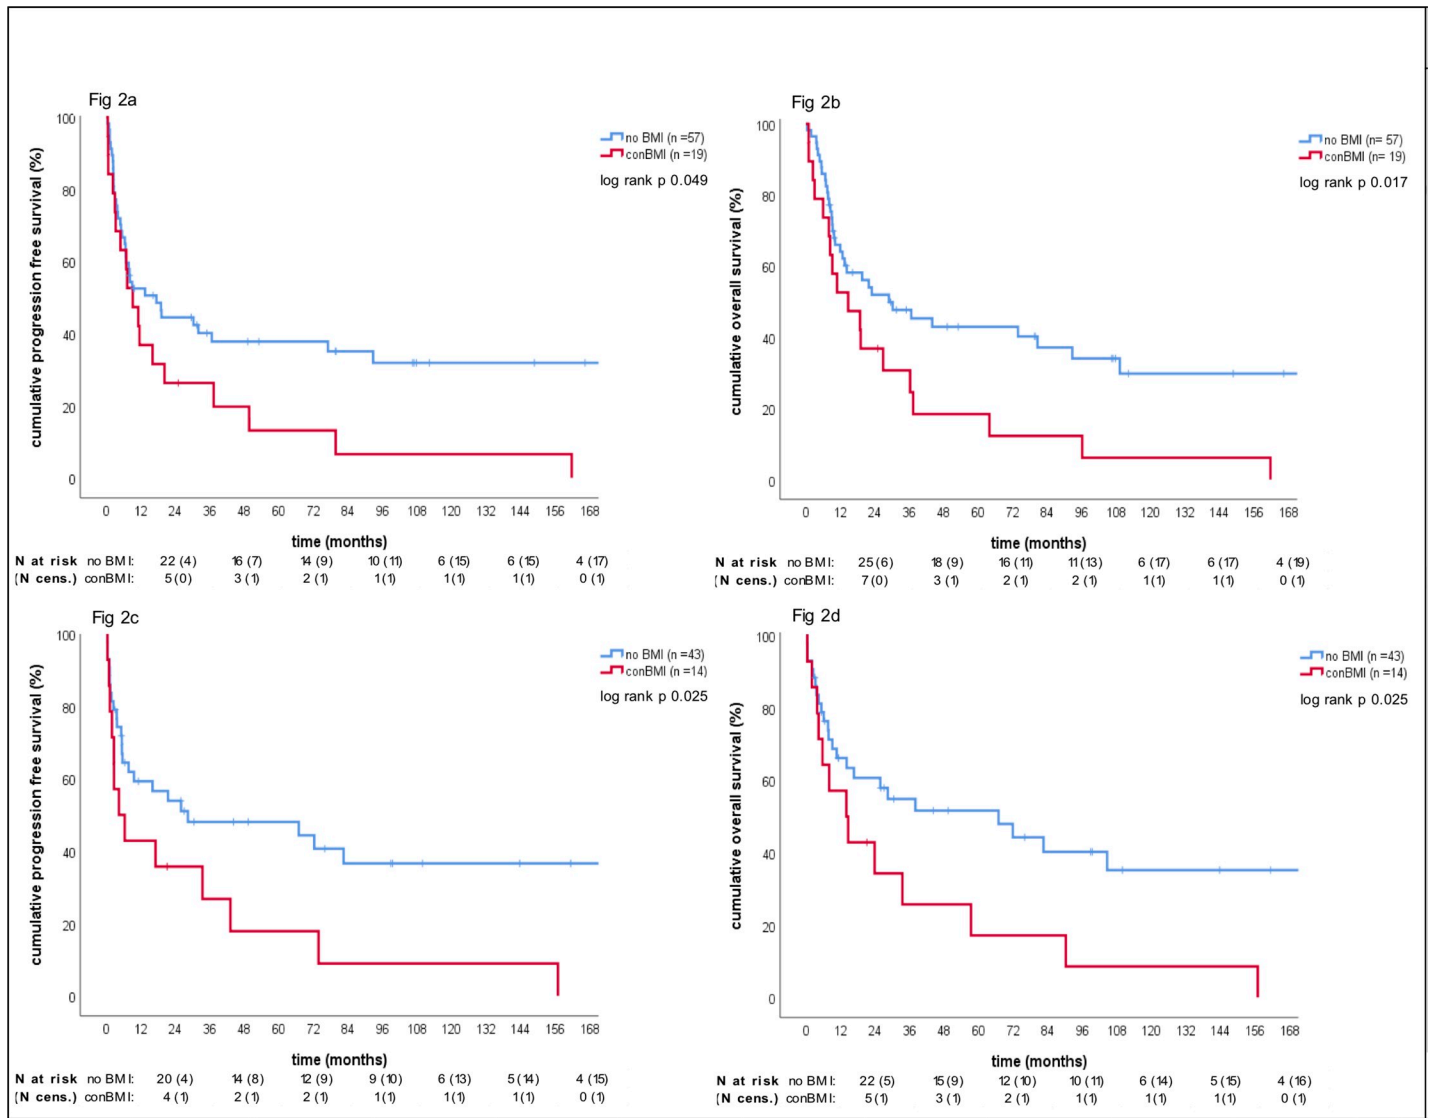 Fig 2a
cumulative progression free survival (%)
100
80
60
40
20
0
no BMI (n =57)
conBMI (n =19)
log rank p 0.049
0 12 24 36 48 60 72 84 96 108 120 132 144 156 168
time (months)
N at risk no BMI: 22 (4) 16 (7) 14 (9) 10 (11) 6 (15) 6 (15) 4 (17)
(N cens.) conBMI: 5 (0) 3 (1) 2 (1) 1 (1) 1 (1) 1 (1) 0 (1)
Fig 2b
cumulative overall survival (%)
100
80
60
40
20
0
no BMI (n= 57)
conBMI (n= 19)
log rank p 0.017
0 12 24 36 48 60 72 84 96 108 120 132 144 156 168
time (months)
N at risk no BMI: 25 (6) 18 (9) 16 (11) 11 (13) 6 (17) 6 (17) 4 (19)
(N cens.) conBMI: 7 (0) 3 (1) 2 (1) 2 (1) 1 (1) 1 (1) 0 (1)
Fig 2c
cumulative progression free survival (%)
100
80
60
40
20
0
no BMI (n =43)
conBMI (n =14)
log rank p 0.025
0 12 24 36 48 60 72 84 96 108 120 132 144 156 168
time (months)
N at risk no BMI: 20 (4) 14 (8) 12 (9) 9 (10) 6 (13) 5 (14) 4 (15)
(N cens.) conBMI: 4 (1) 2 (1) 2 (1) 1 (1) 1 (1) 1 (1) 0 (1)
Fig 2d
cumulative overall survival (%)
100
80
60
40
20
0
no BMI (n =43)
conBMI (n =14)
log rank p 0.025
0 12 24 36 48 60 72 84 96 108 120 132 144 156 168
time (months)
N at risk no BMI: 22 (5) 15 (9) 12 (10) 10 (11) 6 (14) 5 (15) 4 (16)
(N cens.) conBMI: 5 (1) 3 (1) 2 (1) 1 (1) 1 (1) 1 (1) 0 (1)